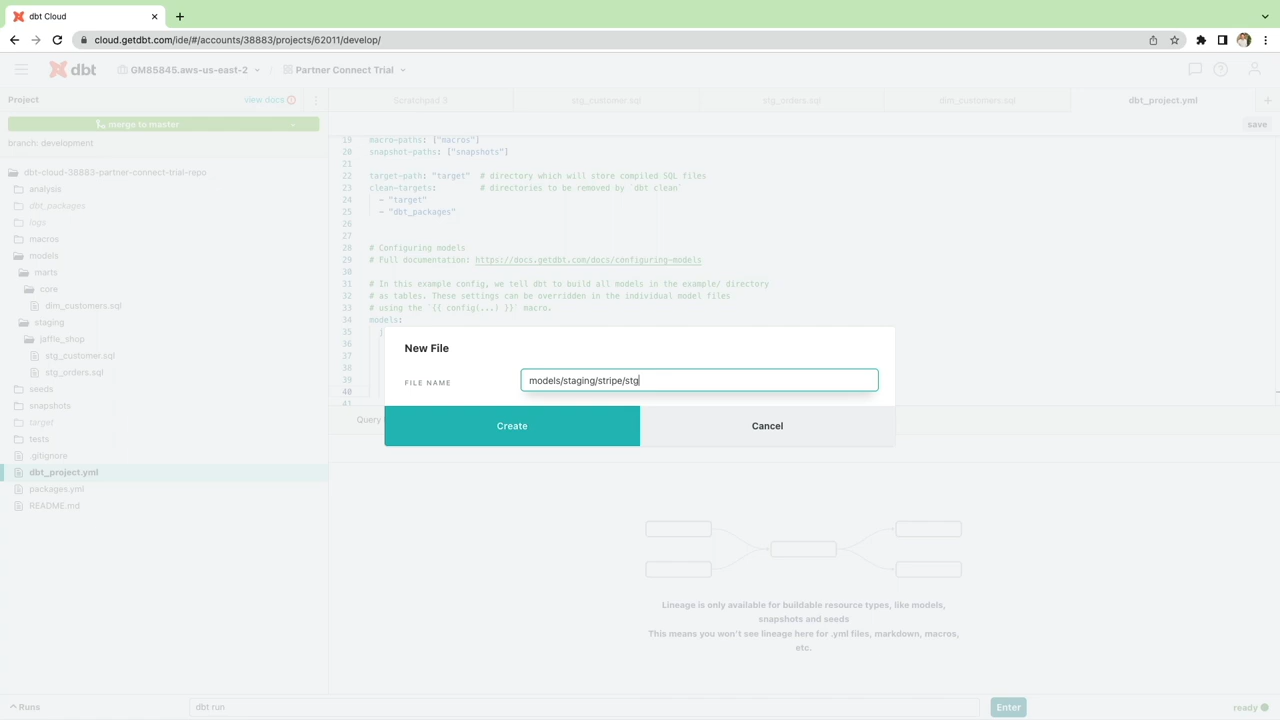 dbt Cloud
cloud.getdbt.com/ide/#/accounts/38883/projects/62011/develop/
dbt
GM85845.aws-us-east-2
/
Partner Connect Trial
Project
view docs
Scratchpad 9
stg_customer.sql
stg_orders.sql
dim_customers.sql
dbt_project.yml
merge to master
save
branch: development
dbt-cloud-38883-partner-connect-trial-repo
analysis
dbt_packages
logs
macros
models
marts
core
dim_customers.sql
staging
jaffle_shop
stg_customer.sql
stg_orders.sql
seeds
snapshots
target
tests
.gitignore
dbt_project.yml
packages.yml
README.md
19 macro-paths: ["macros"]
20 snapshot-paths: ["snapshots"]
21
22 target-path: "target" # directory which will store compiled SQL files
23 clean-targets: # directories to be removed by `dbt clean`
24 - "target"
25 - "dbt_packages"
26
27
28 # Configuring models
29 # Full documentation: https://docs.getdbt.com/docs/configuring-models
30
31 # In this example config, we tell dbt to build all models in the example/ directory
32 # as tables. These settings can be overridden in the individual model files
33 # using the `{{ config(...) }}` macro.
34 models:
35 j
36
37
38
39
40
41
Query
New File
FILE NAME
models/staging/stripe/stg
Create
Cancel
Lineage is only available for buildable resource types, like models,
snapshots and seeds
This means you won't see lineage here for .yml files, markdown, macros,
etc.
Runs
dbt run
Enter
ready